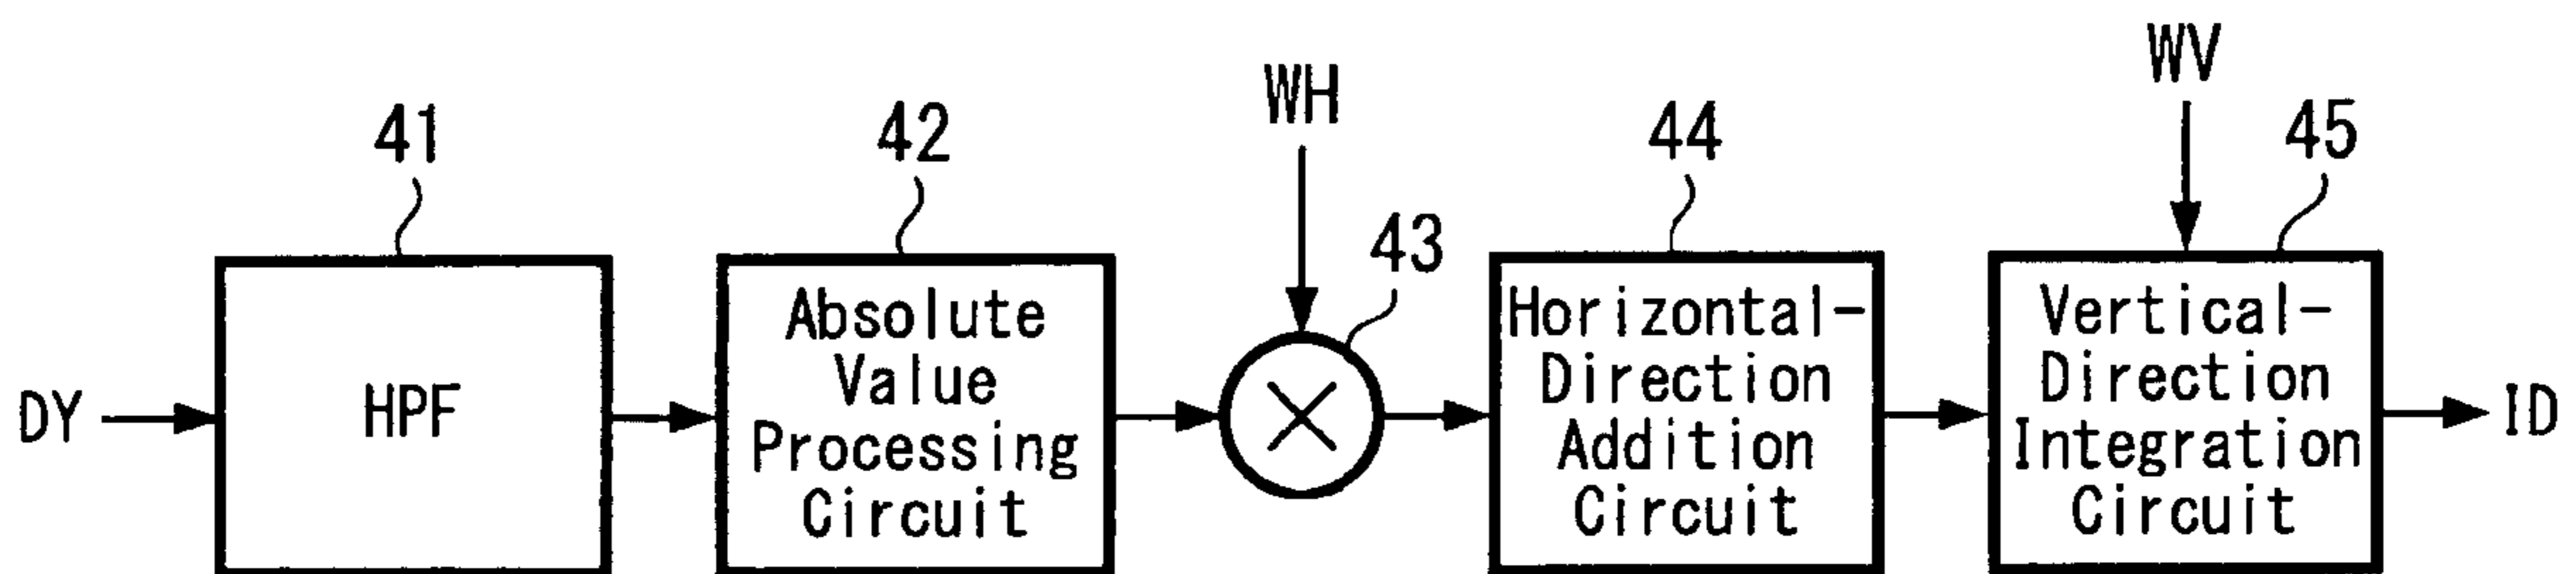 WV
WH
41
42
44
45
43
DY
HPF
Absolute
Value
Processing
Circuit
Horizontal-
Direction
Addition
Circuit
Vertical-
Direction
Integration
Circuit
ID